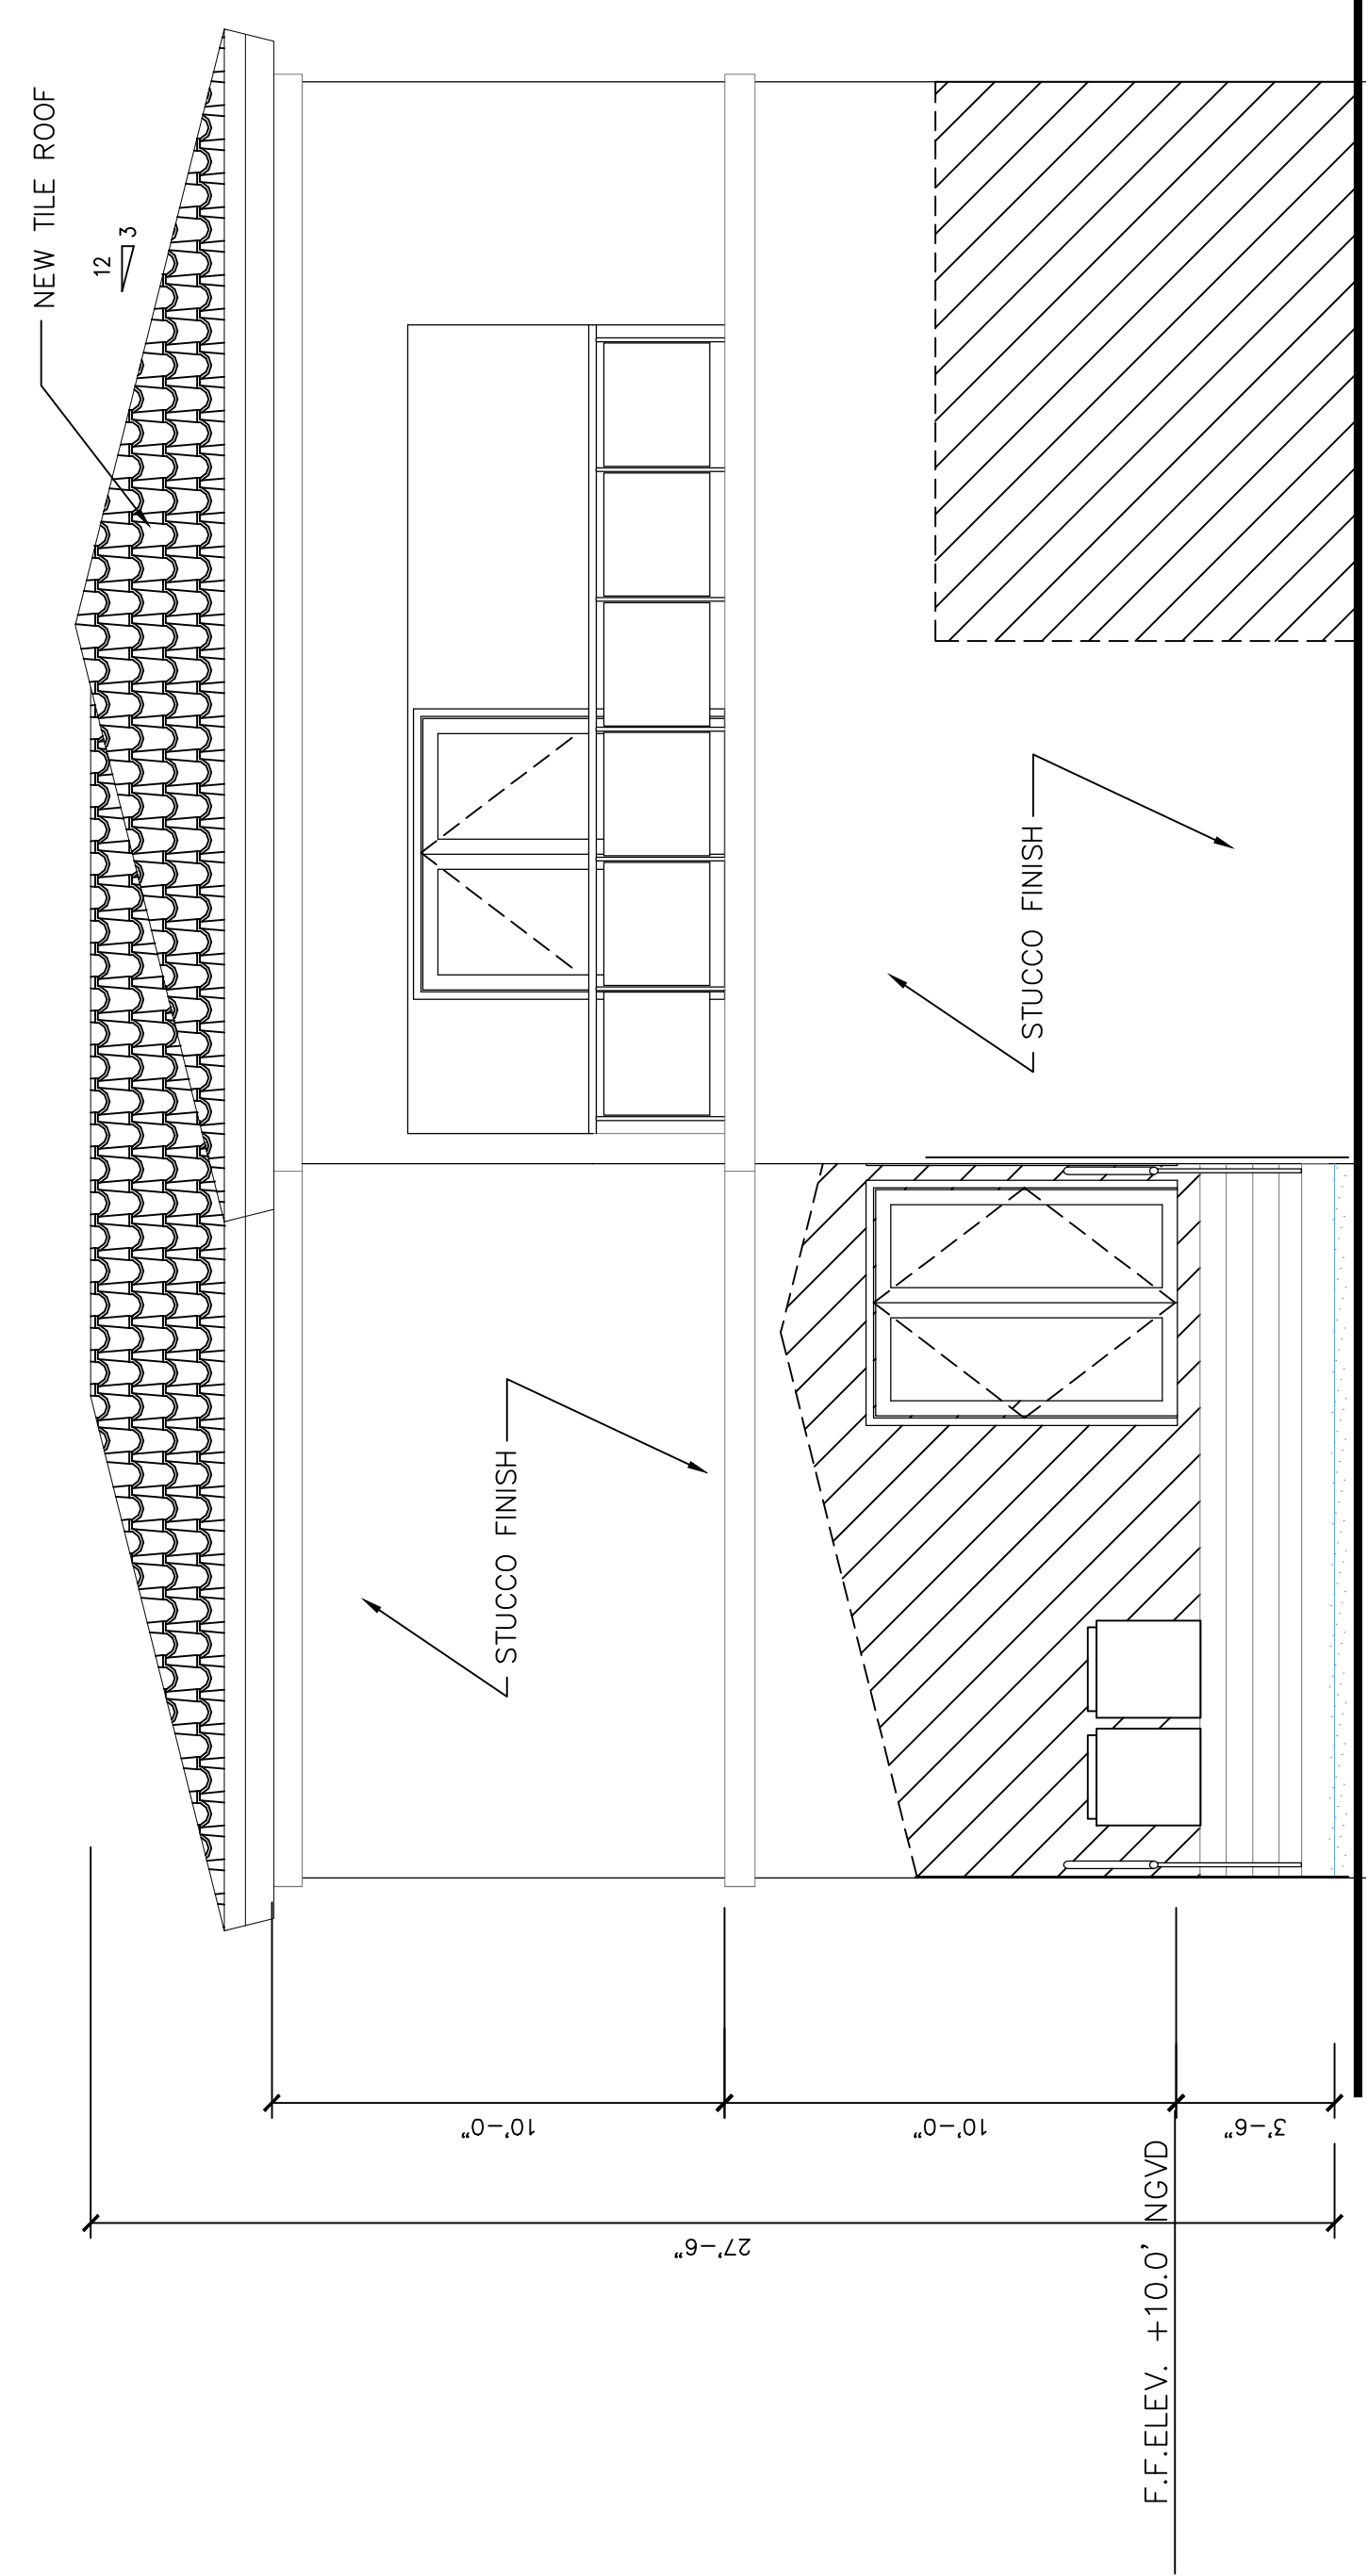 NEW TILE ROOF
12
3
STUCCO FINISH
STUCCO FINISH
10'-0"
10'-0"
3'-6"
27'-6"
F.F.ELEV. +10.0' NGVD